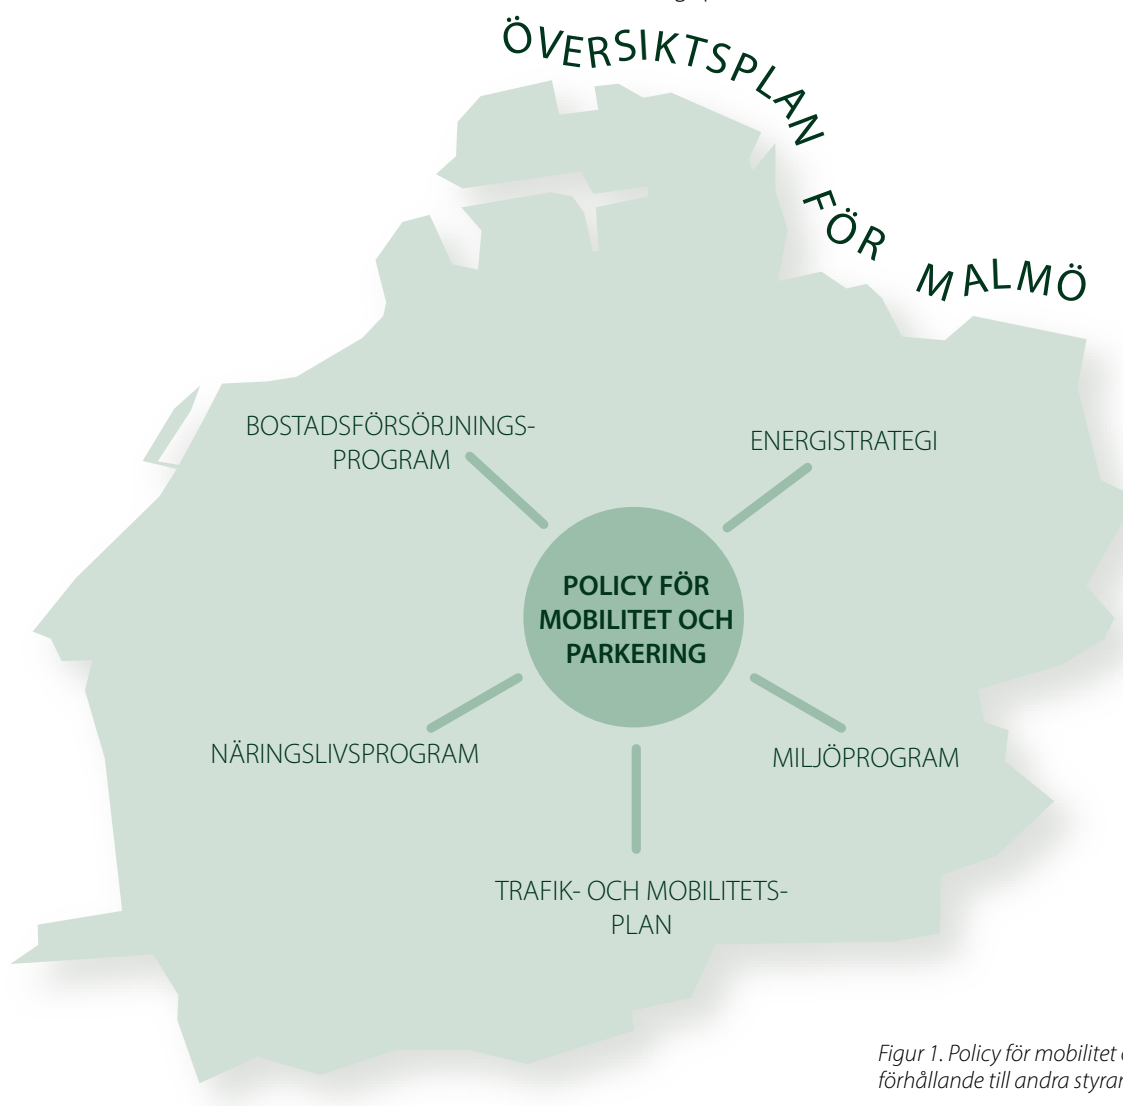 ÖVERSIKTSPLAN FÖR MALMÖ
BOSTADSFÖRSÖRJNINGS-
PROGRAM
ENERGISTRATEGI
POLICY FÖR
MOBILITET OCH
PARKERING
NÄRINGSLIVSPROGRAM
MILJÖPROGRAM
TRAFIK- OCH MOBILITETS-
PLAN
Figur 1. Policy för mobilitet
förhållande till andra